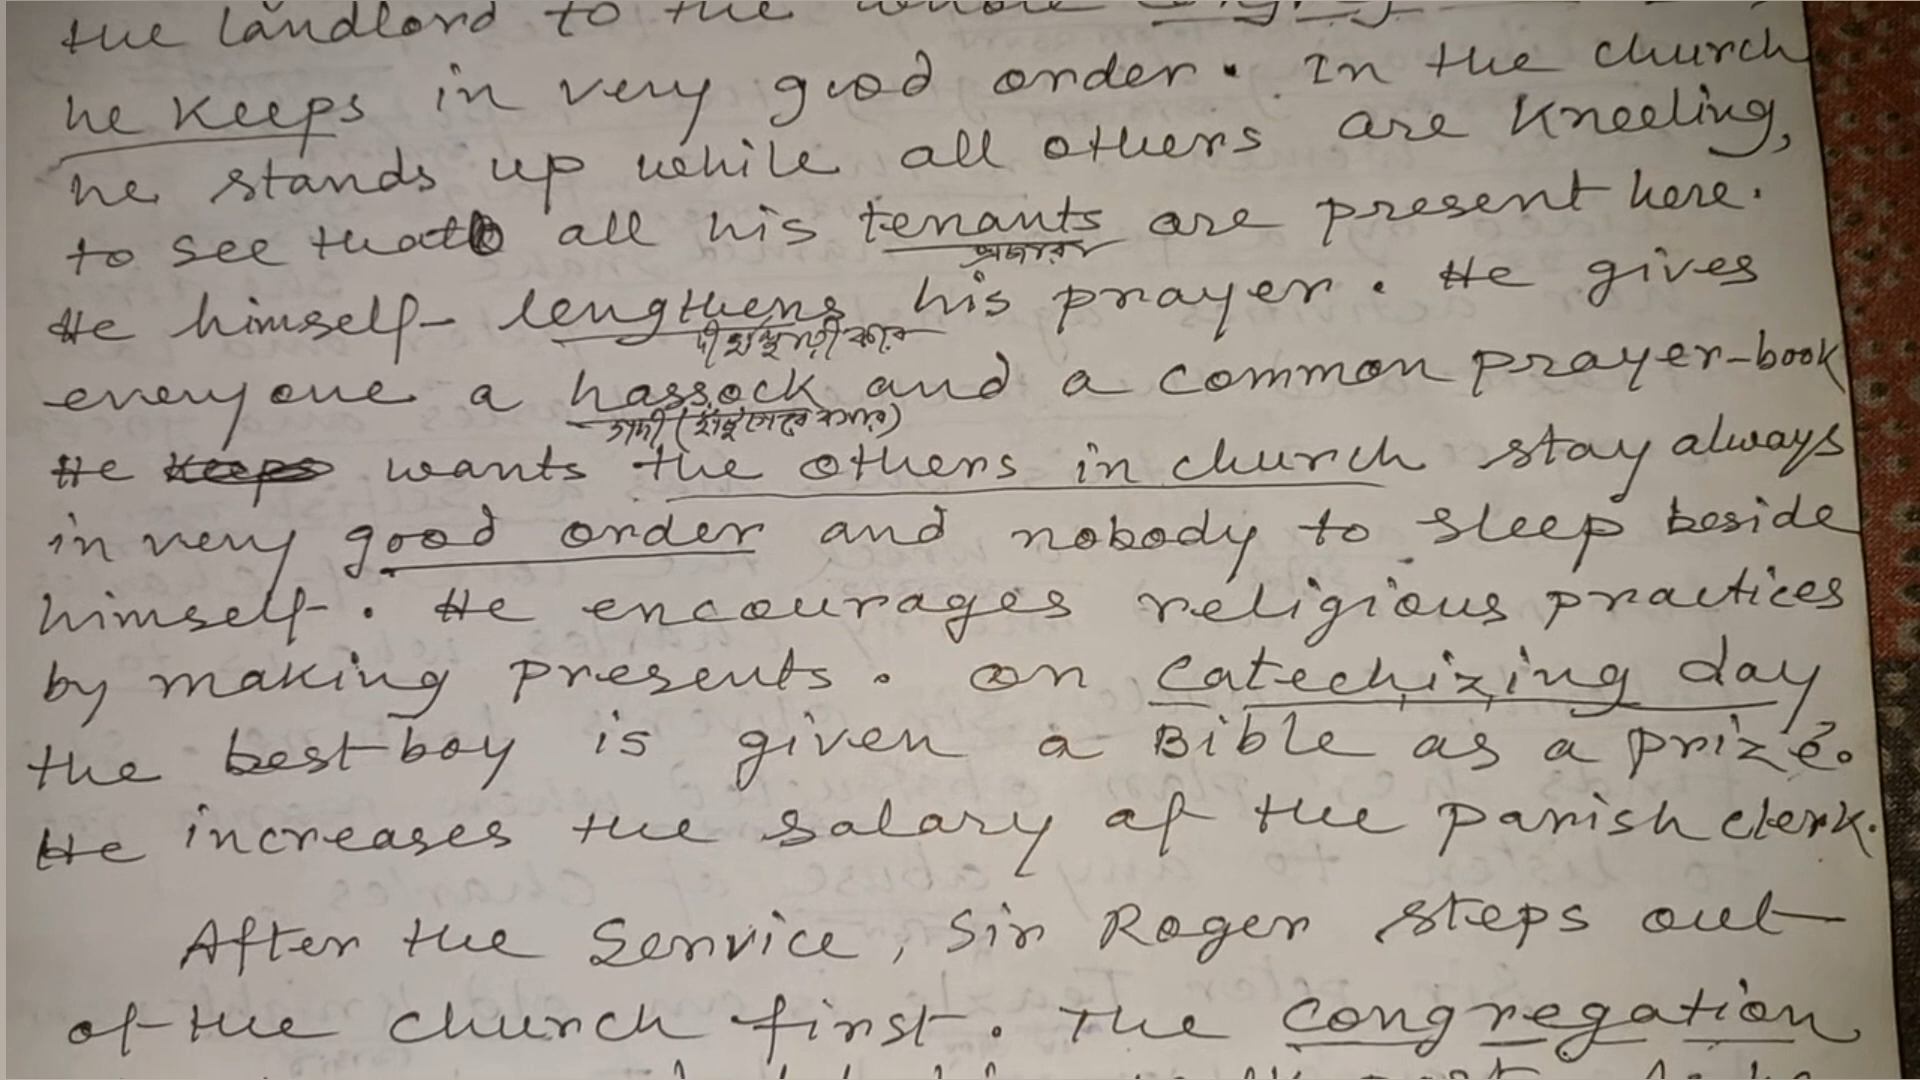 the landlord to the whole
he keeps in very good order. In the church
he stands up while all others are kneeling,
to see that all his tenants are present here.
He himself lengthens his prayer. He gives
everyone a hassock and a common prayer-book
He keeps wants the others in church stay always
in very good order and nobody to sleep beside
himself. He encourages religious practices
by making presents. On catechizing day
the best boy is given a Bible as a prize.
He increases the salary of the parish clerk.
After the Service, Sir Roger steps out
of the church first. The congregation